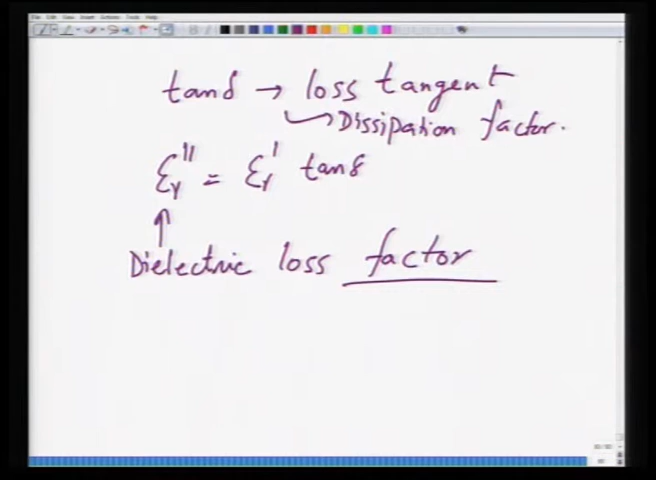 tanδ → loss tangent
↳ Dissipation factor.
εr'' = εr' tanδ
↑
Dielectric loss factor